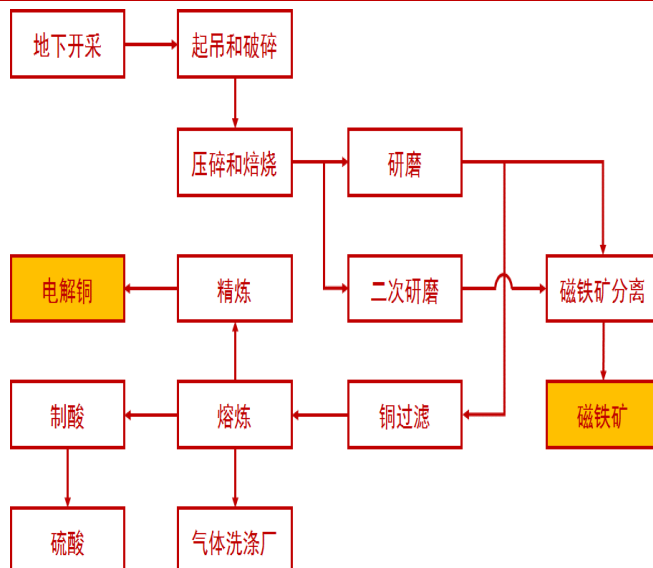 地下开采
起吊和破碎
压碎和焙烧
研磨
电解铜
精炼
二次研磨
磁铁矿分离
制酸
熔炼
铜过滤
磁铁矿
硫酸
气体洗涤厂